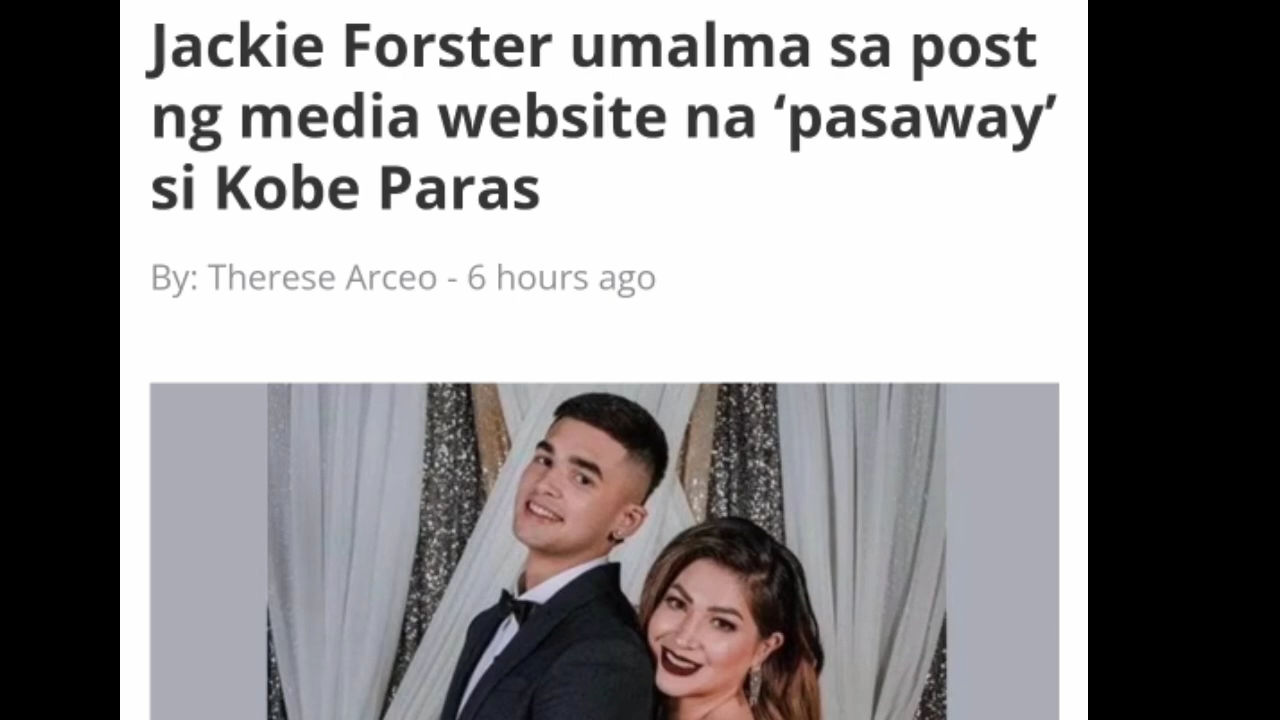 Jackie Forster umalma sa post
ng media website na ‘pasaway’
si Kobe Paras
By: Therese Arceo - 6 hours ago